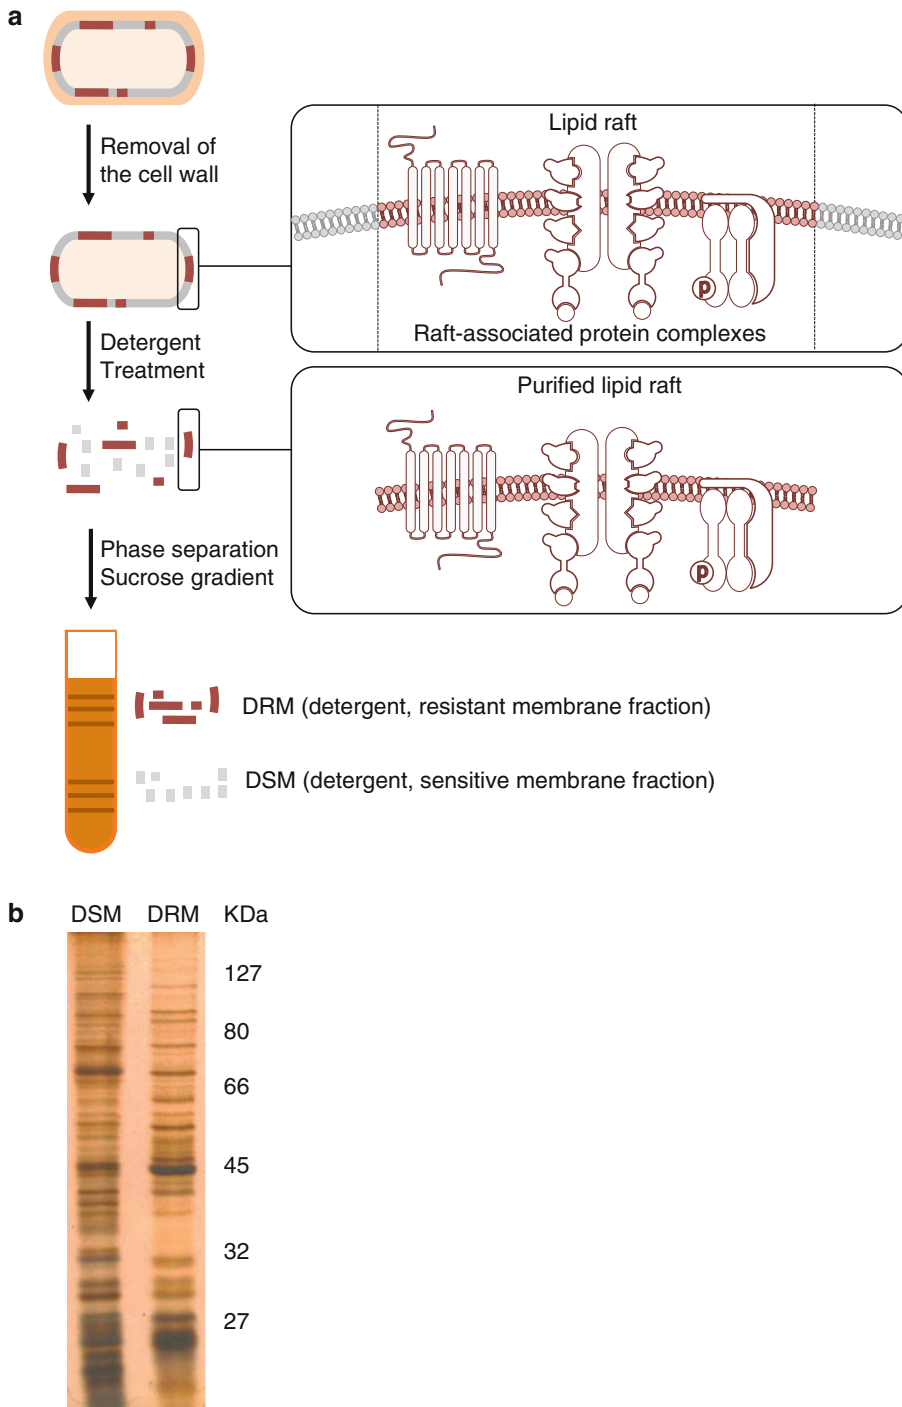 a
Removal of
the cell wall
Lipid raft
P
Raft-associated protein complexes
Detergent
Treatment
Purified lipid raft
P
Phase separation
Sucrose gradient
DRM (detergent, resistant membrane fraction)
DSM (detergent, sensitive membrane fraction)
b
DSM DRM KDa
127
80
66
45
32
27